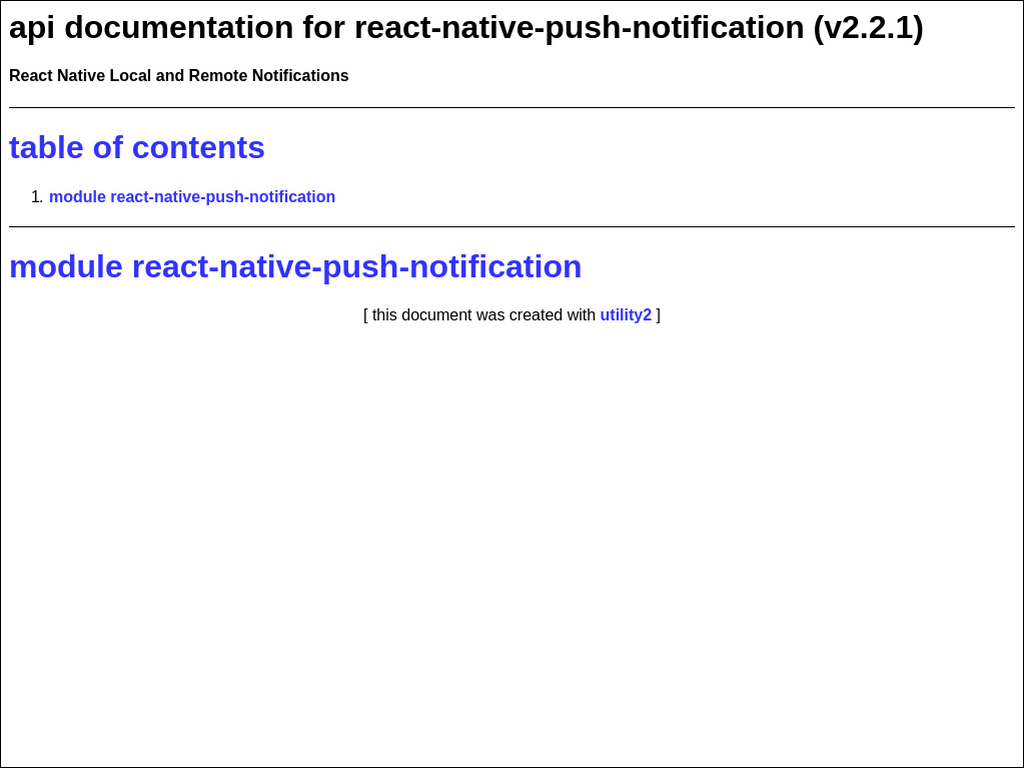 api documentation for react-native-push-notification (v2.2.1)
React Native Local and Remote Notifications
table of contents
1. module react-native-push-notification
module react-native-push-notification
[ this document was created with utility2 ]